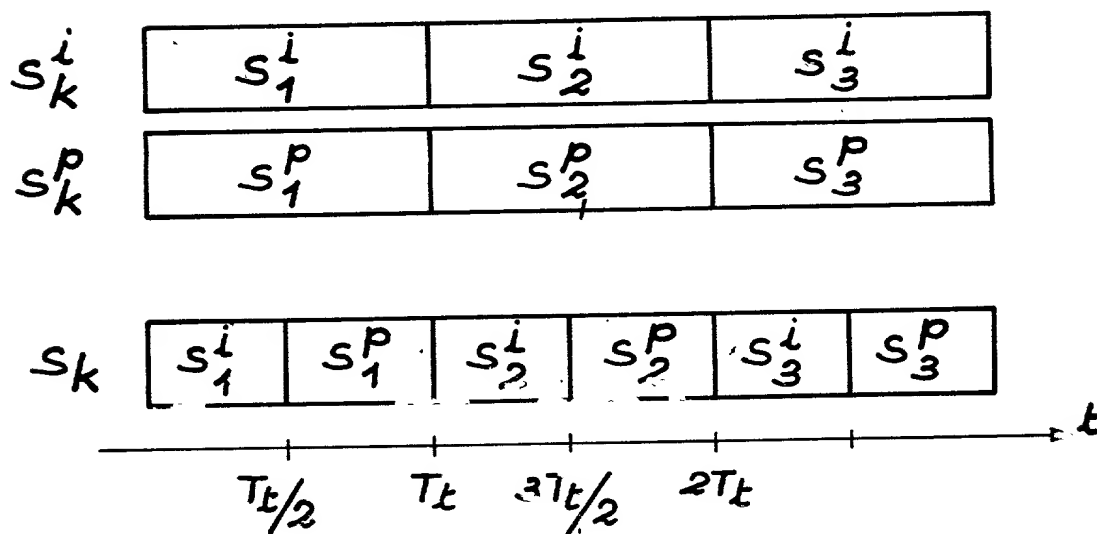 S_k^i S_1^i S_2^i S_3^i
S_k^p S_1^p S_2^p S_3^p
S_k S_1^i S_1^p S_2^i S_2^p S_3^i S_3^p
t
T_t/2 T_t 3T_t/2 2T_t